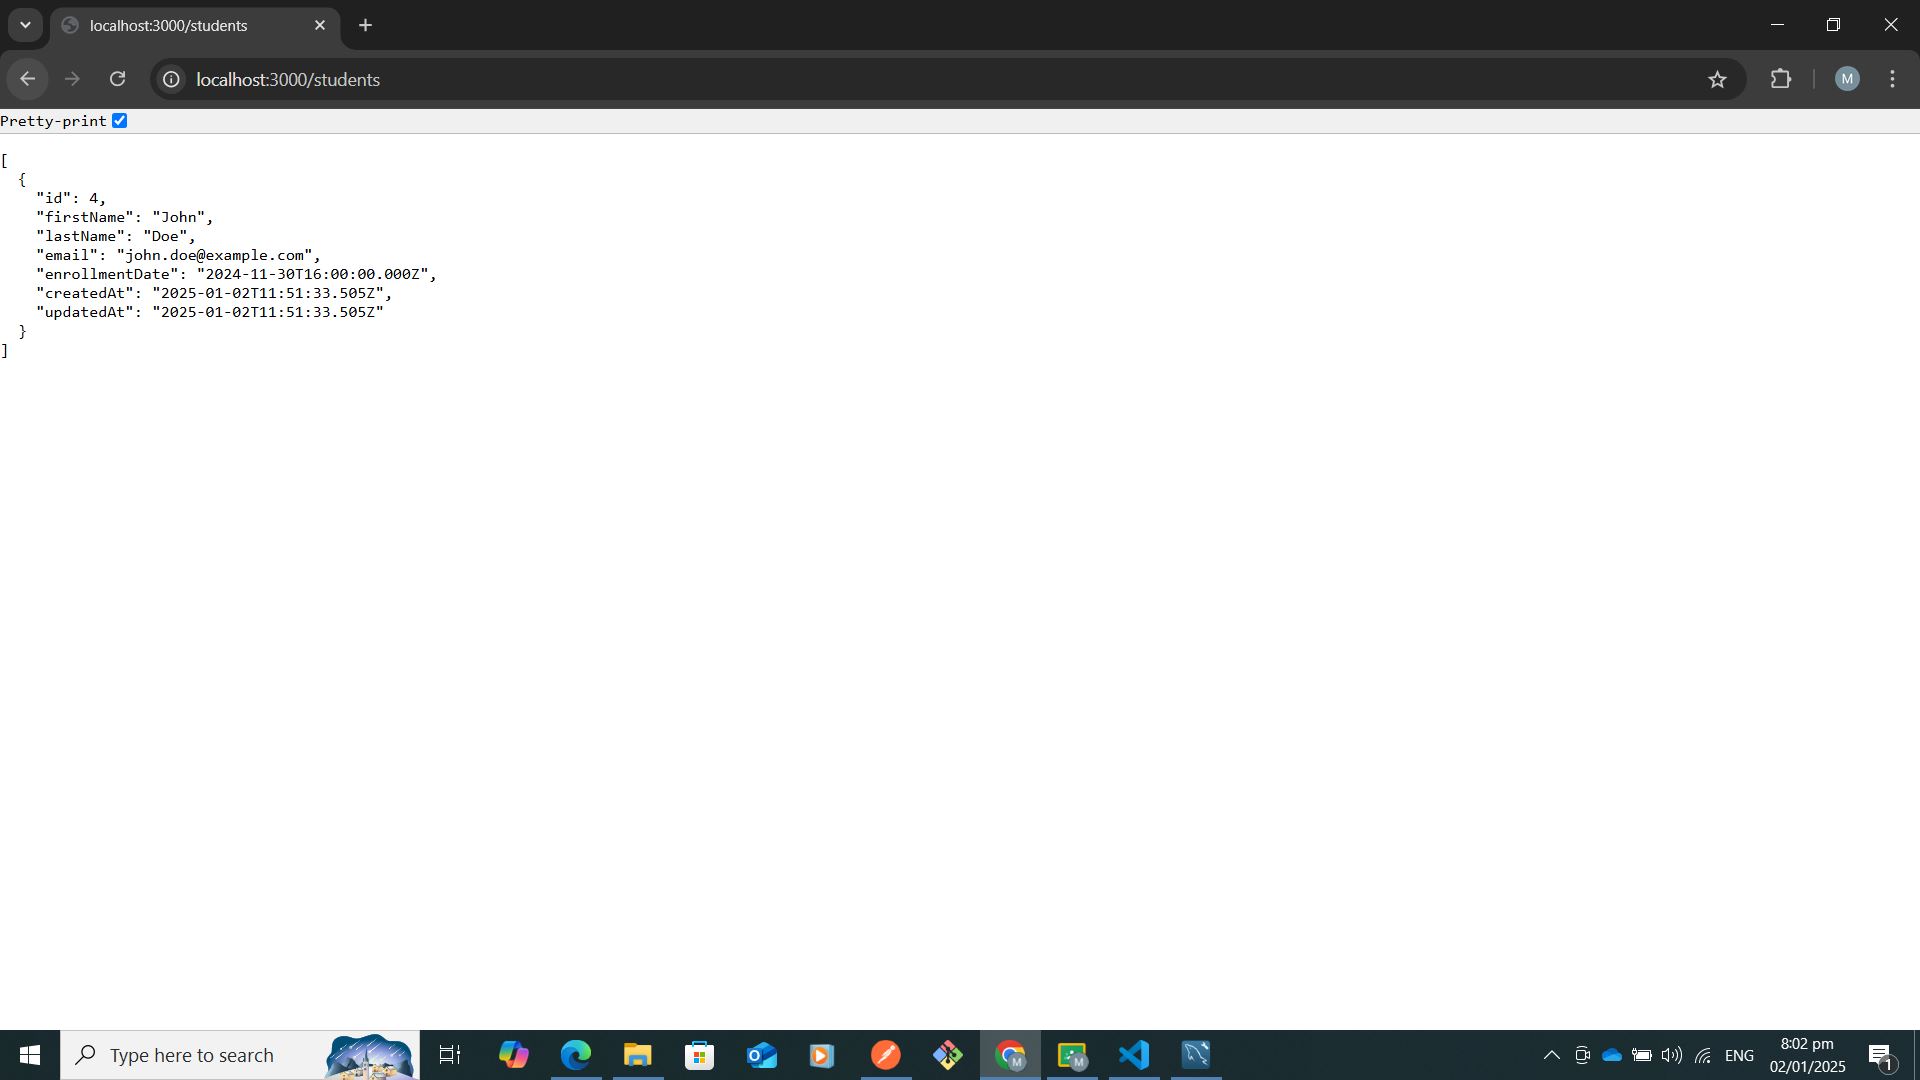 localhost:3000/students
localhost:3000/students
M
Pretty-print
[
  {
    "id": 4,
    "firstName": "John",
    "lastName": "Doe",
    "email": "john.doe@example.com",
    "enrollmentDate": "2024-11-30T16:00:00.000Z",
    "createdAt": "2025-01-02T11:51:33.505Z",
    "updatedAt": "2025-01-02T11:51:33.505Z"
  }
]
Type here to search
M
M
ENG
8:02 pm
02/01/2025
1